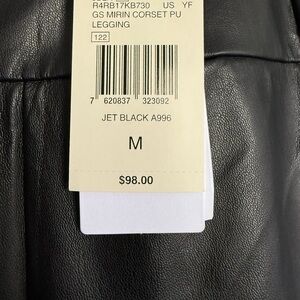 R4RB17KB730 US YF
GS MIRIN CORSET PU
LEGGING
122
7 620837 323092
JET BLACK A996
M
$98.00